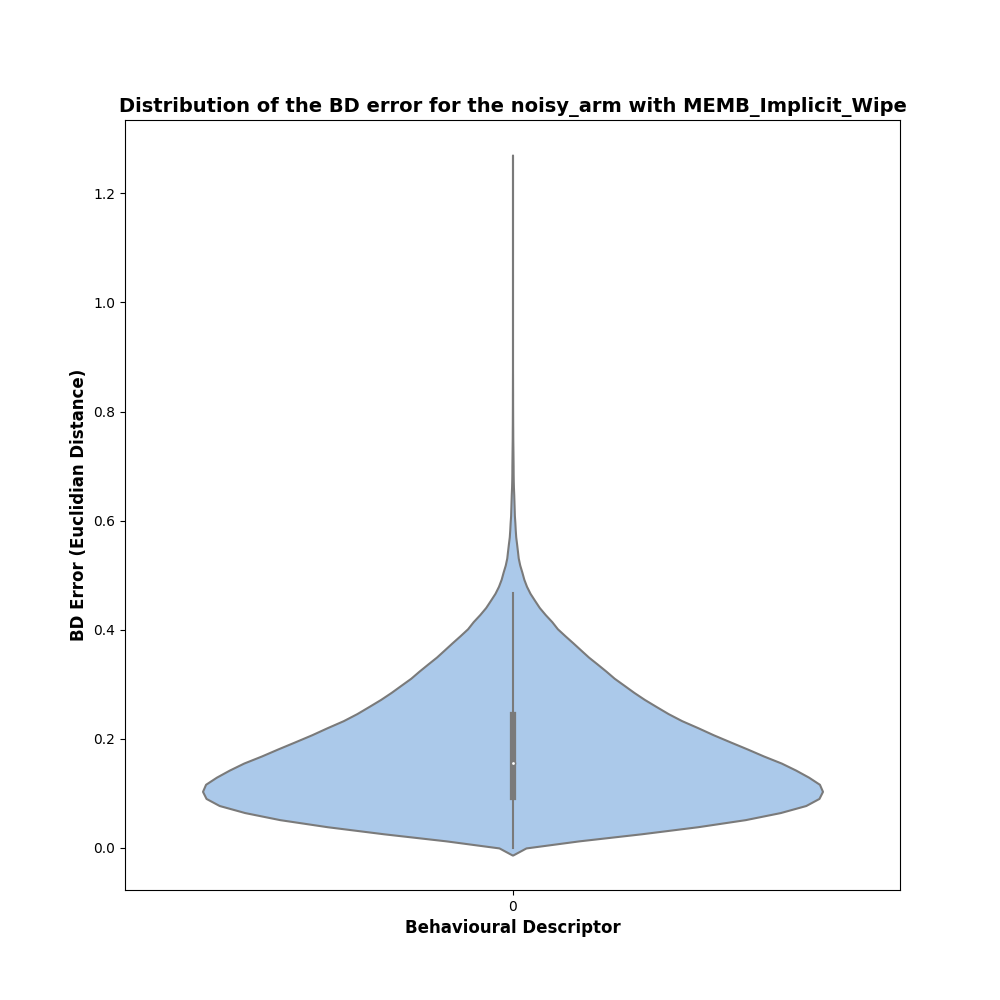 Distribution of the BD error for the noisy_arm with MEMB_Implicit_Wipe
1.2
1.0
0.8
0.6
0.4
0.2
0.0
BD Error (Euclidian Distance)
0
Behavioural Descriptor